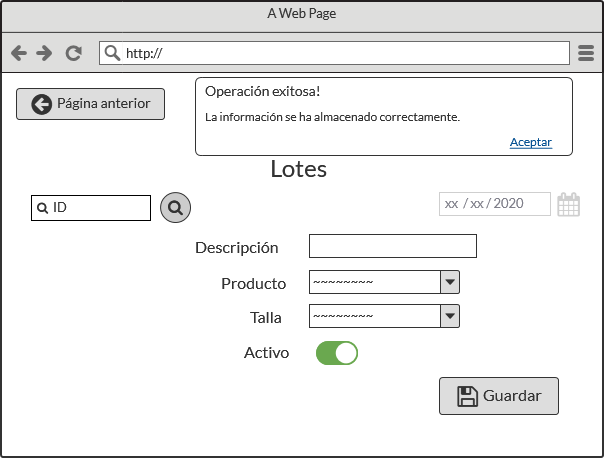 A Web Page
http://
Página anterior
Operación exitosa!
La información se ha almacenado correctamente.
Aceptar
Lotes
ID
xx / xx / 2020
Descripción
Producto
~~~~~~~~
Talla
~~~~~~~~
Activo
Guardar